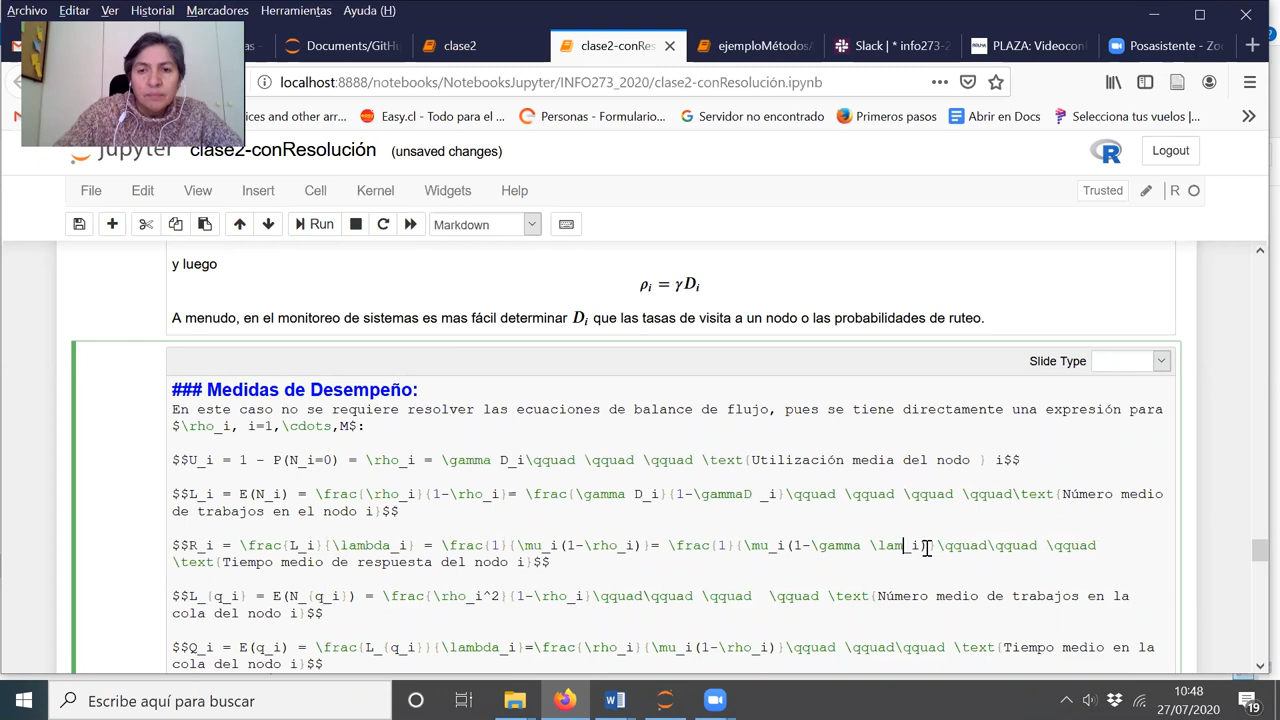 Archivo Editar Ver Historial Marcadores Herramientas Ayuda (H)
Documents/GitHu
clase2
clase2-conRes
ejemploMétodos/
Slack | * info273-
PLAZA: Videocon
Posasistente - Zo
localhost:8888/notebooks/NotebooksJupyter/INFO273_2020/clase2-conResolución.ipynb
ices and other arr...
Easy.cl - Todo para el ...
Personas - Formulario...
Servidor no encontrado
Primeros pasos
Abrir en Docs
Selecciona tus vuelos |...
jupyter clase2-conResolución (unsaved changes)
R
Logout
File Edit View Insert Cell Kernel Widgets Help
Trusted
R
Run
Markdown
y luego
ρi = γDi
A menudo, en el monitoreo de sistemas es mas fácil determinar Di que las tasas de visita a un nodo o las probabilidades de ruteo.
Slide Type
### Medidas de Desempeño:
En este caso no se requiere resolver las ecuaciones de balance de flujo, pues se tiene directamente una expresión para
$\rho_i, i=1,\cdots,M$:
$$U_i = 1 - P(N_i=0) = \rho_i = \gamma D_i\qquad \qquad \qquad \text{Utilización media del nodo } i$$
$$L_i = E(N_i) = \frac{\rho_i}{1-\rho_i}= \frac{\gamma D_i}{1-\gammaD _i}\qquad \qquad \qquad \qquad\text{Número medio
de trabajos en el nodo i}$$
$$R_i = \frac{L_i}{\lambda_i} = \frac{1}{\mu_i(1-\rho_i)}= \frac{1}{\mu_i(1-\gamma \lam_i)}\qquad\qquad \qquad
\text{Tiempo medio de respuesta del nodo i}$$
$$L_{q_i} = E(N_{q_i}) = \frac{\rho_i^2}{1-\rho_i}\qquad\qquad \qquad \qquad \text{Número medio de trabajos en la
cola del nodo i}$$
$$Q_i = E(q_i) = \frac{L_{q_i}}{\lambda_i}=\frac{\rho_i}{\mu_i(1-\rho_i)}\qquad \qquad\qquad \text{Tiempo medio en la
cola del nodo i}$$
Escribe aquí para buscar
10:48
27/07/2020
19